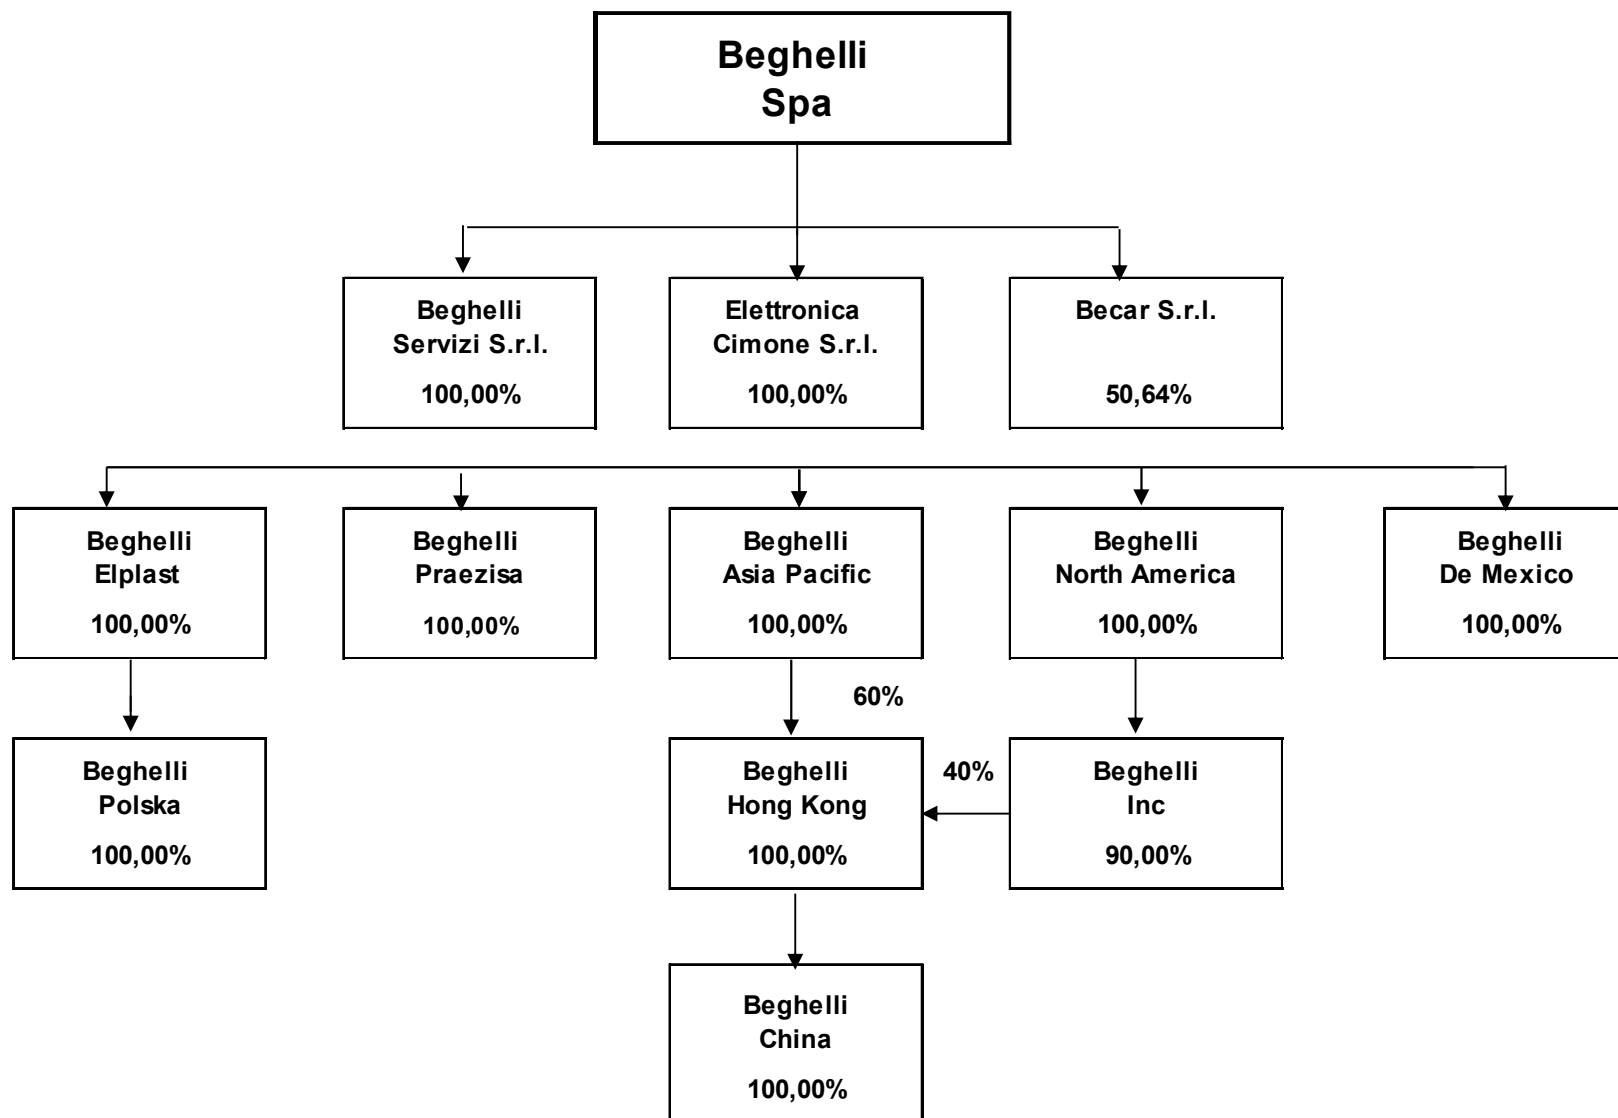 Beghelli
Spa
Beghelli
Servizi S.r.l.
100,00%
Elettronica
Cimone S.r.l.
100,00%
Becar S.r.l.
50,64%
Beghelli
Elplast
100,00%
Beghelli
Praezisa
100,00%
Beghelli
Asia Pacific
100,00%
Beghelli
North America
100,00%
Beghelli
De Mexico
100,00%
60%
Beghelli
Polska
100,00%
Beghelli
Hong Kong
100,00%
40%
Beghelli
Inc
90,00%
Beghelli
China
100,00%